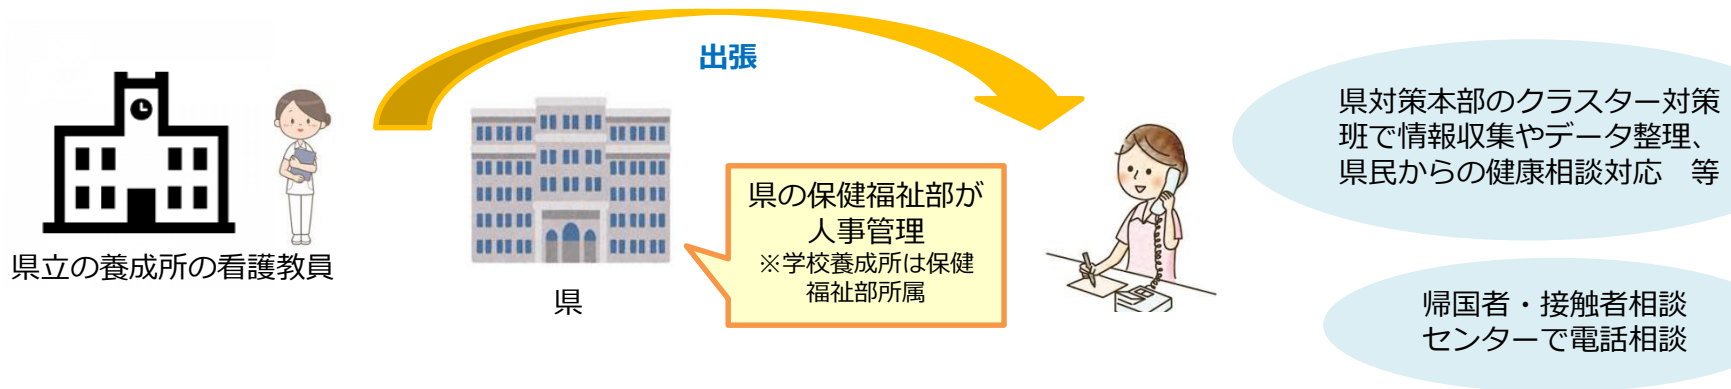 出張
県立の養成所の看護教員
県
県の保健福祉部が
人事管理
※学校養成所は保健
福祉部所属
県対策本部のクラスター対策
班で情報収集やデータ整理、
県民からの健康相談対応　等
帰国者・接触者相談
センターで電話相談